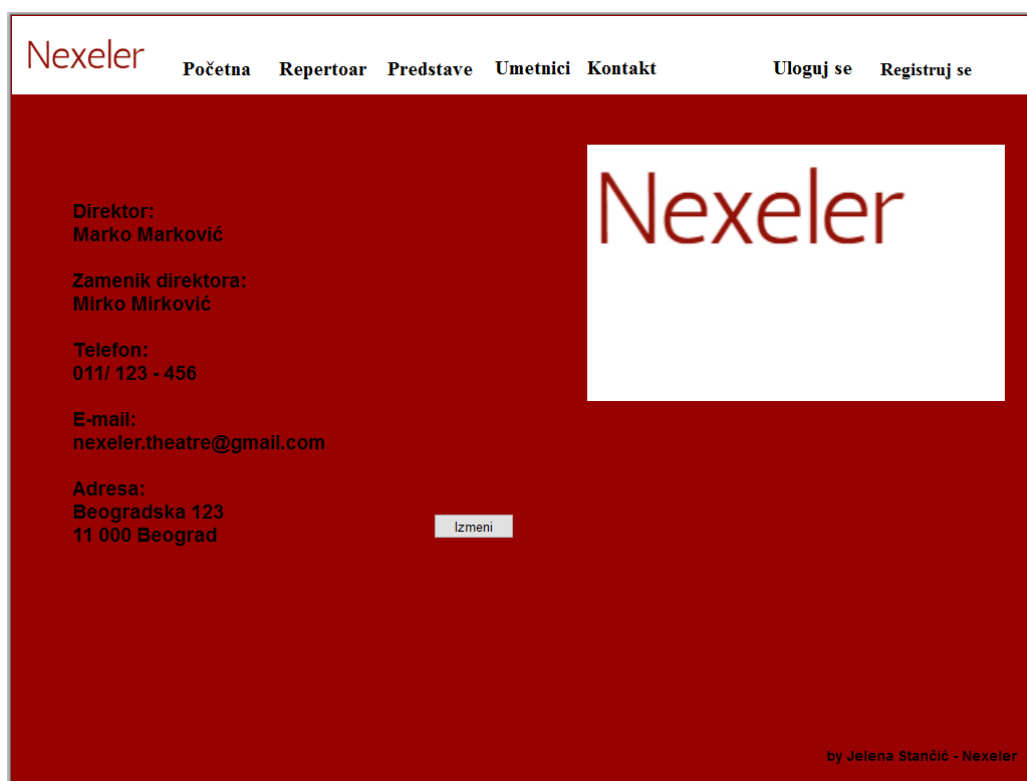 Nexeler
Početna Repertoar Predstave Umetnici Kontakt Uloguj se Registruj se
Nexeler
Direktor:
Marko Marković
Zamenik direktora:
Mirko Mirković
Telefon:
011/ 123 - 456
E-mail:
nexeler.theatre@gmail.com
Adresa:
Beogradska 123
11 000 Beograd
Izmeni
by Jelena Stančić - Nexeler